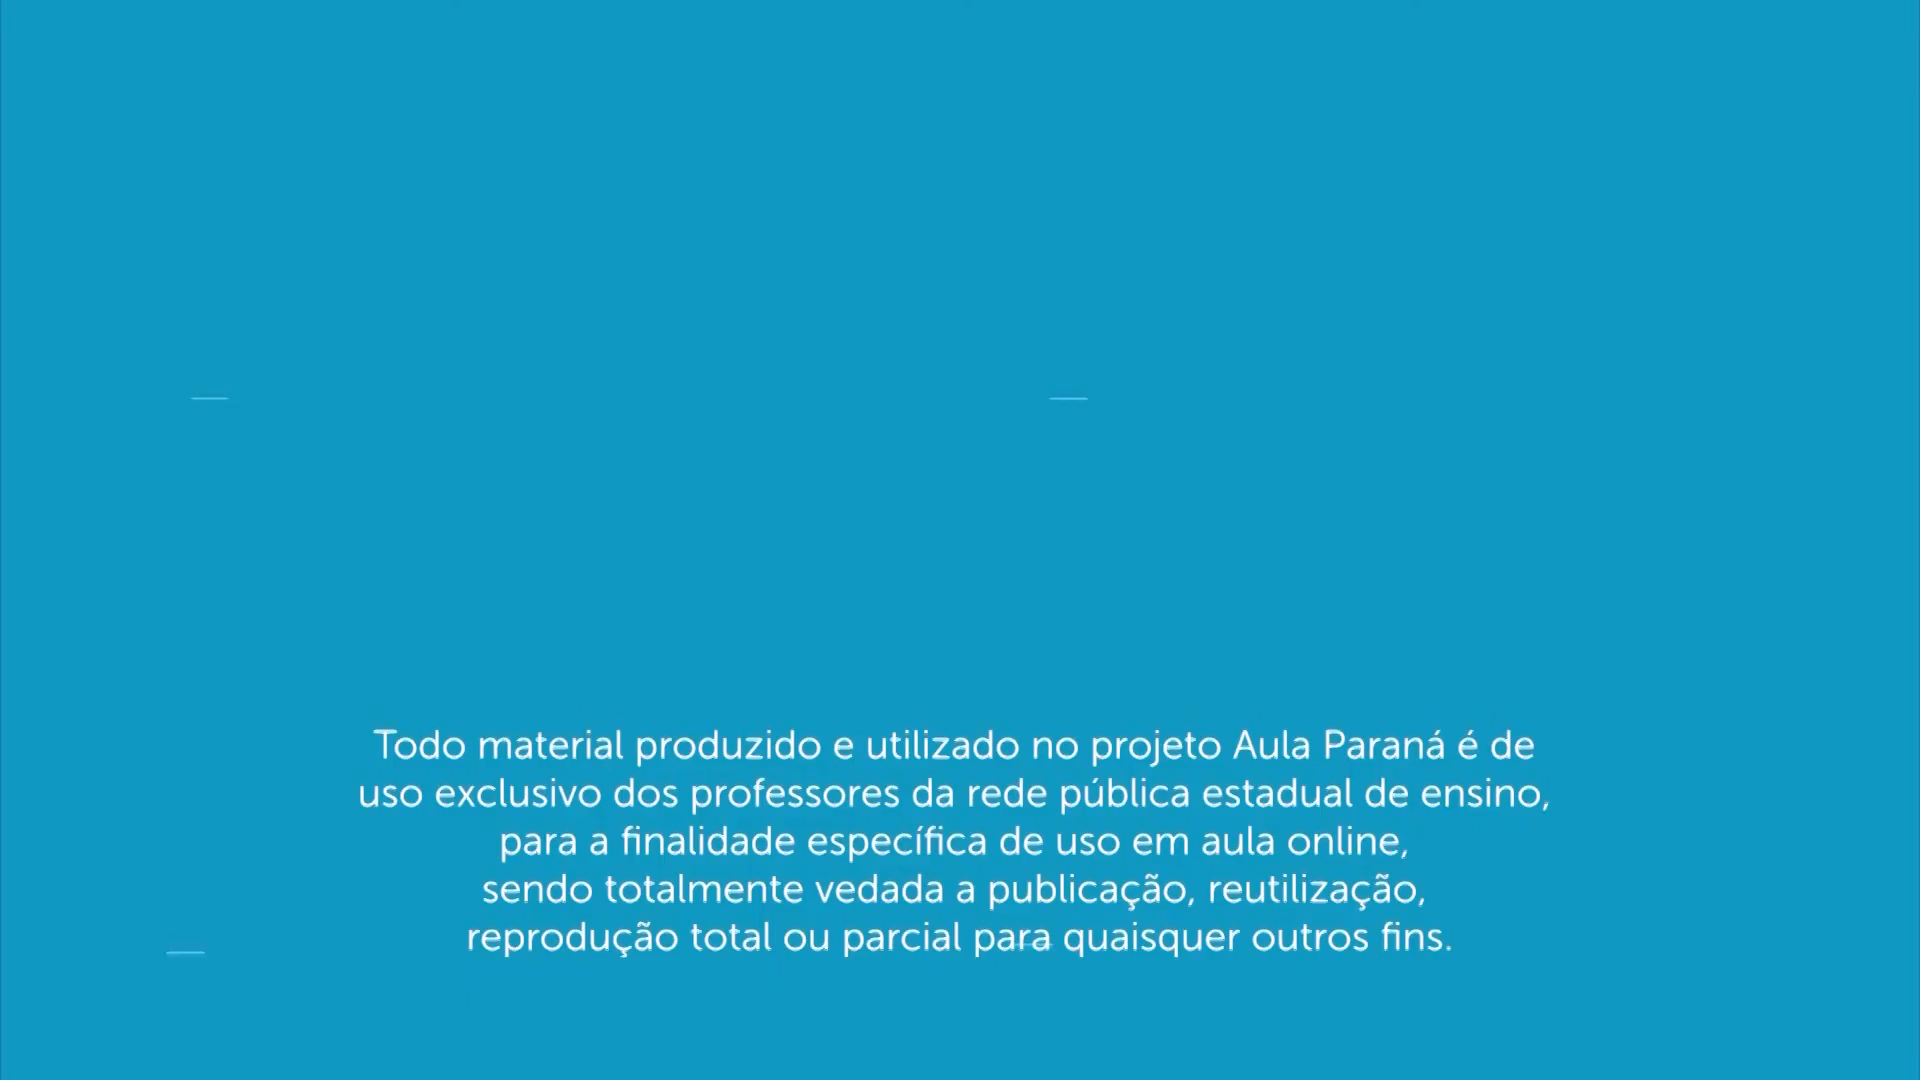 Todo material produzido e utilizado no projeto Aula Paraná é de
uso exclusivo dos professores da rede pública estadual de ensino,
para a finalidade específica de uso em aula online,
sendo totalmente vedada a publicação, reutilização,
reprodução total ou parcial para quaisquer outros fins.